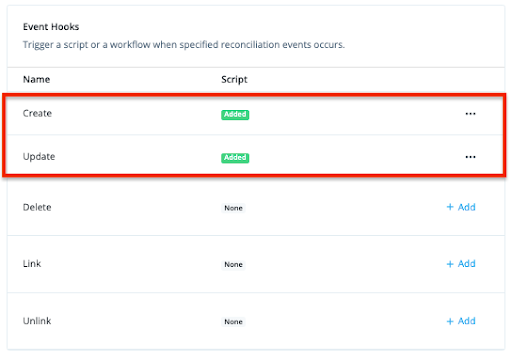 Event Hooks
Trigger a script or a workflow when specified reconciliation events occurs.
Name Script
Create Added ...
Update Added ...
Delete None + Add
Link None + Add
Unlink None + Add